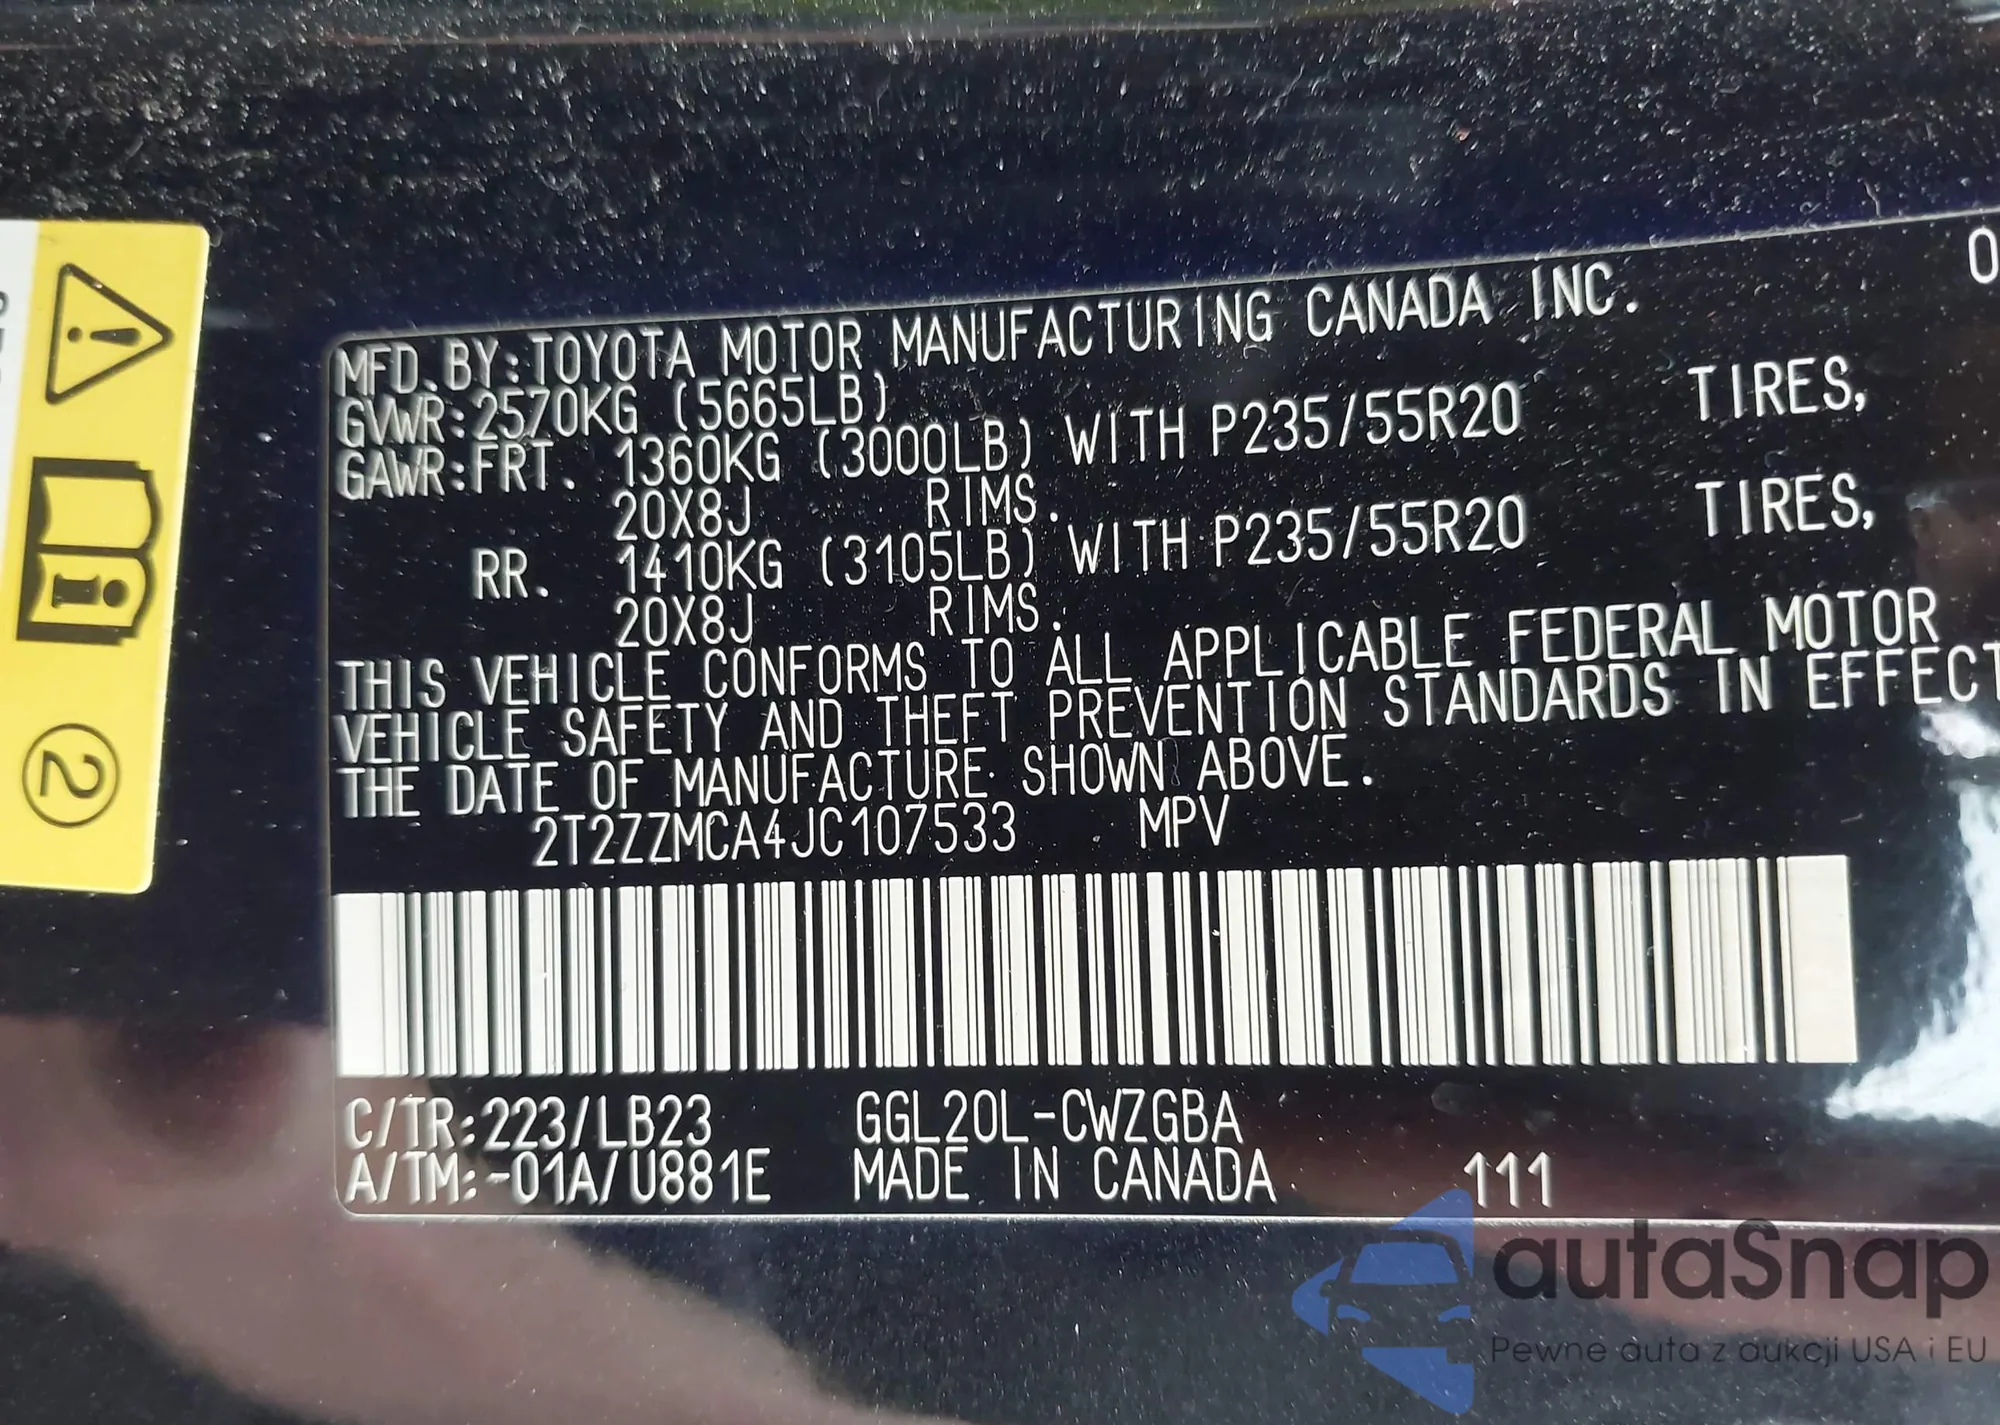 0
MFD. BY: TOYOTA MOTOR MANUFACTURING CANADA INC.
GVWR: 2570KG (5665LB)
GAWR: FRT. 1360KG (3000LB) WITH P235/55R20 TIRES,
20X8J RIMS.
RR. 1410KG (3105LB) WITH P235/55R20 TIRES,
20X8J RIMS.
THIS VEHICLE CONFORMS TO ALL APPLICABLE FEDERAL MOTOR
VEHICLE SAFETY AND THEFT PREVENTION STANDARDS IN EFFECT
THE DATE OF MANUFACTURE SHOWN ABOVE.
2T2ZZMCA4JC107533 MPV
C/TR: 223/LB23 GGL20L-CWZGBA
A/TM: -01A/U881E MADE IN CANADA 111
2
autaSnap
Pewne auta z aukcji USA i EU